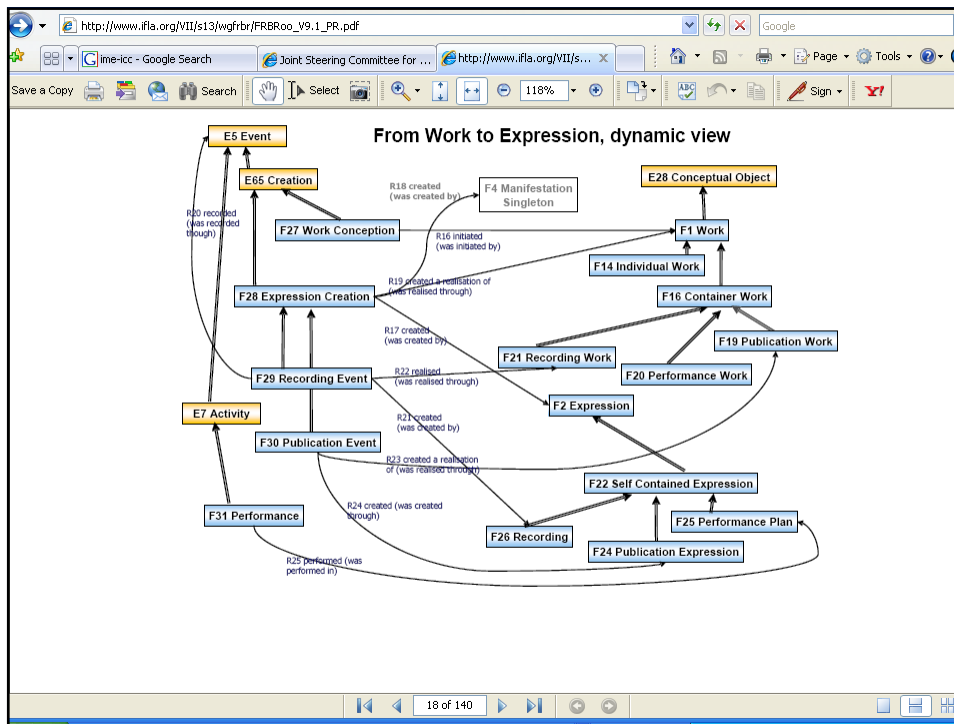 http://www.ifla.org/VII/s13/wgfrbr/FRBRoo_V9.1_PR.pdf
Google
ime-icc - Google Search
Joint Steering Committee for ...
http://www.ifla.org/VII/s...
Page
Tools
Save a Copy
Search
Select
118%
Sign
Y!
From Work to Expression, dynamic view
E5 Event
E65 Creation
R18 created
(was created by)
F4 Manifestation
Singleton
E28 Conceptual Object
R20 recorded
(was recorded
though)
F27 Work Conception
R16 initiated
(was initiated by)
F1 Work
F14 Individual Work
R19 created a realisation of
(was realised through)
F28 Expression Creation
F16 Container Work
R17 created
(was created by)
F19 Publication Work
F21 Recording Work
F20 Performance Work
F29 Recording Event
R22 realised
(was realised through)
F2 Expression
E7 Activity
R21 created
(was created by)
F30 Publication Event
R23 created a realisation
of (was realised through)
F22 Self Contained Expression
R24 created (was created
through)
F31 Performance
F25 Performance Plan
F26 Recording
F24 Publication Expression
R25 performed (was
performed in)
18 of 140